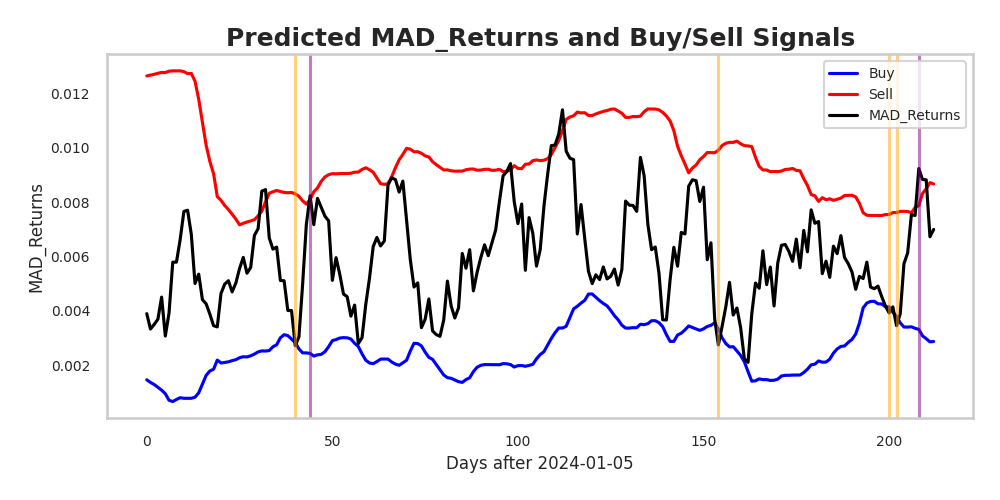 Predicted MAD_Returns and Buy/Sell Signals
MAD_Returns
0.012
0.010
0.008
0.006
0.004
0.002
Buy
Sell
MAD_Returns
0 50 100 150 200
Days after 2024-01-05